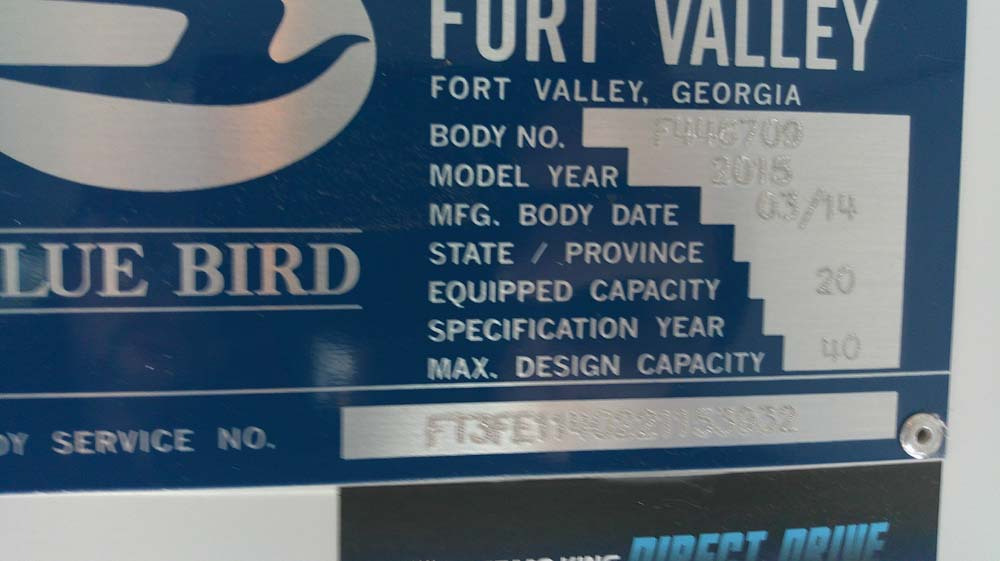 FORT VALLEY
FORT VALLEY, GEORGIA
BODY NO. F446709
MODEL YEAR 2015
MFG. BODY DATE 03/14
STATE / PROVINCE
EQUIPPED CAPACITY 20
SPECIFICATION YEAR
MAX. DESIGN CAPACITY 40
LUE BIRD
DY SERVICE NO.
DIRECT DRIVE